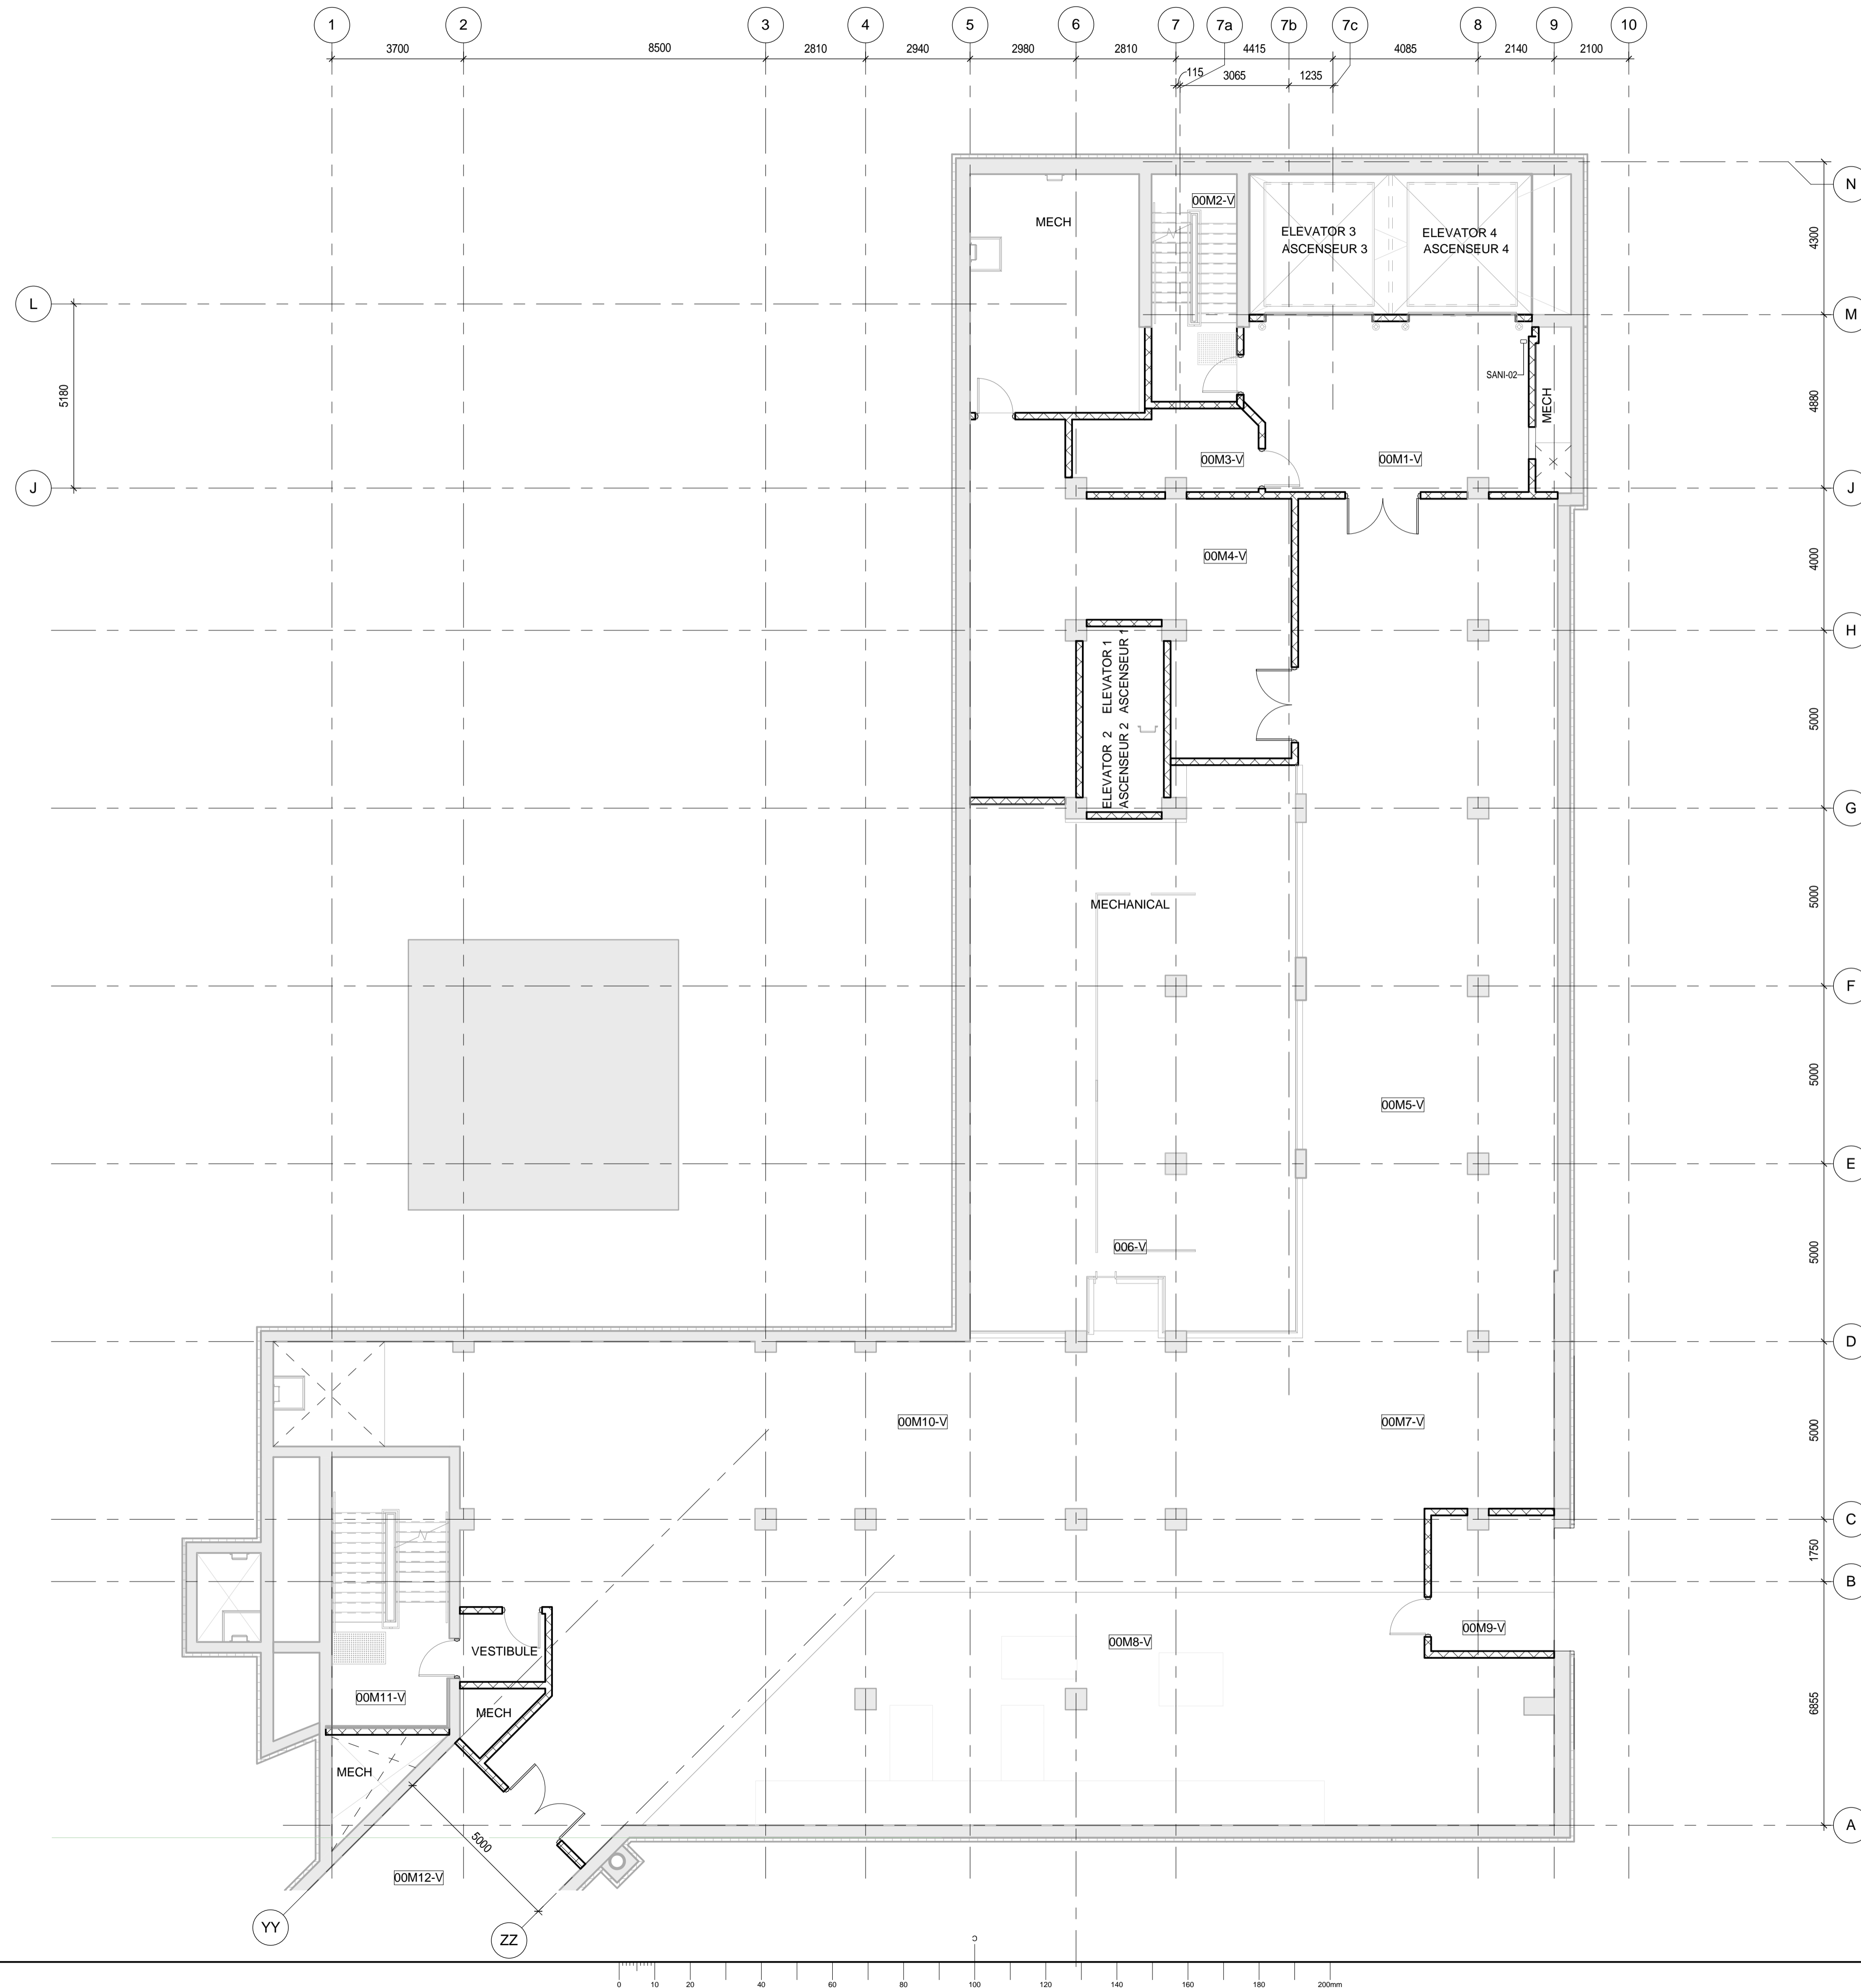 1 2 3 4 5 6 7 7a 7b 7c 8 9 10
3700 8500 2810 2940 2980 2810 4415 4085 2140 2100
115 3065 1235
N
00M2-V
MECH
ELEVATOR 3
ASCENSEUR 3
ELEVATOR 4
ASCENSEUR 4
4300
L
M
SANI-02
5180
MECH
4880
00M3-V
00M1-V
J
J
00M4-V
4000
H
ELEVATOR 1
ASCENSEUR 1
ELEVATOR 2
ASCENSEUR 2
5000
G
MECHANICAL
5000
F
5000
00M5-V
E
006-V
5000
D
00M10-V
00M7-V
5000
C
1750
B
00M9-V
00M8-V
VESTIBULE
00M11-V
MECH
6855
MECH
A
5000
00M12-V
YY
ZZ
0 10 20 40 60 80 100 120 140 160 180 200mm